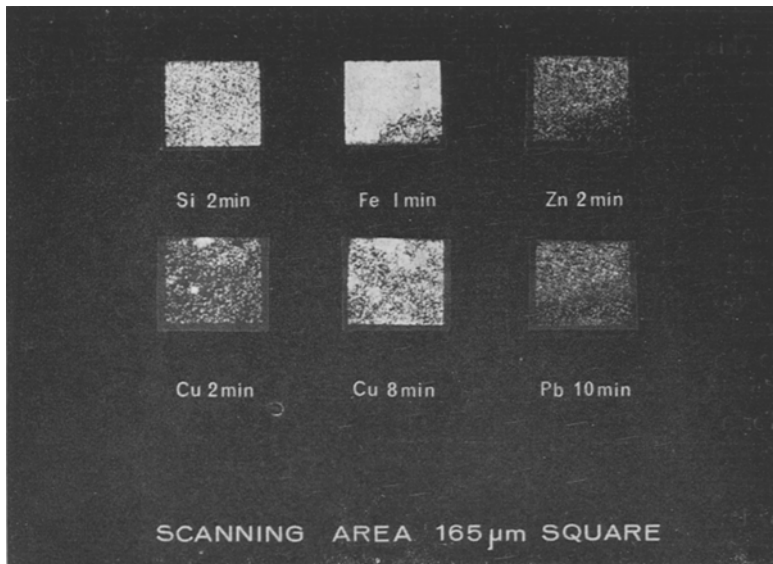 Si 2min Fe 1min Zn 2min
Cu 2min Cu 8min Pb 10min
SCANNING AREA 165µm SQUARE